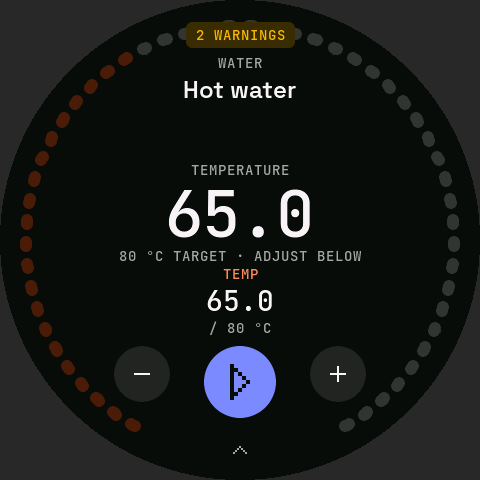 2 WARNINGS
WATER
Hot water
TEMPERATURE
65.0
80 °C TARGET · ADJUST BELOW
TEMP
65.0
/ 80 °C